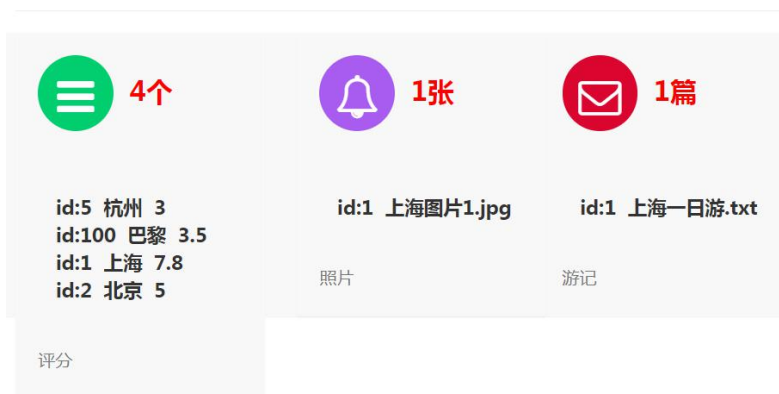 4个
id:5 杭州 3
id:100 巴黎 3.5
id:1 上海 7.8
id:2 北京 5
评分
1张
id:1 上海图片1.jpg
照片
1篇
id:1 上海一日游.txt
游记